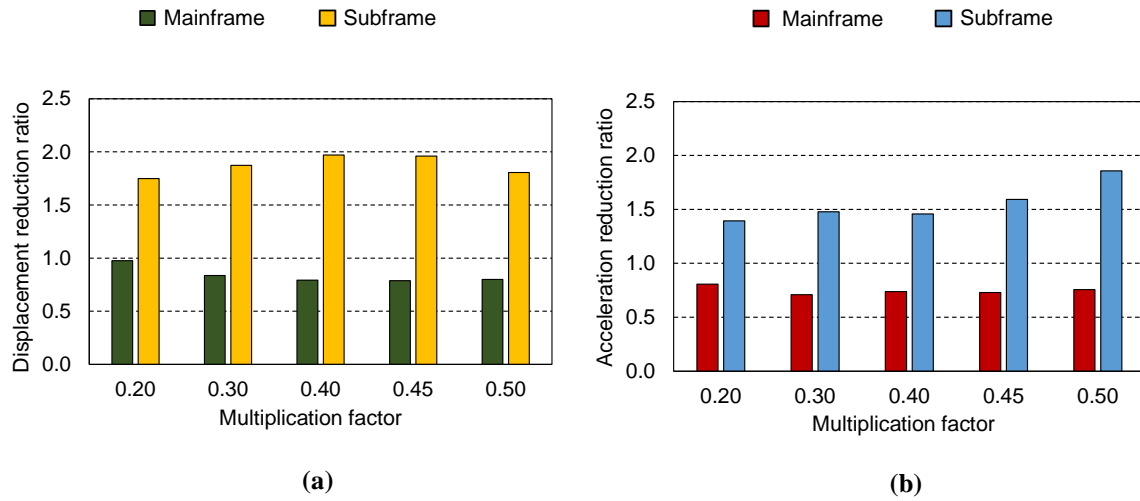 Mainframe Subframe
Displacement reduction ratio
2.5
2.0
1.5
1.0
0.5
0.0
0.20 0.30 0.40 0.45 0.50
Multiplication factor
(a)
Mainframe Subframe
Acceleration reduction ratio
2.5
2.0
1.5
1.0
0.5
0.0
0.20 0.30 0.40 0.45 0.50
Multiplication factor
(b)